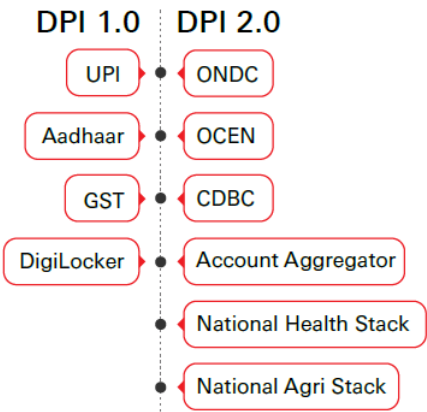 DPI 1.0
DPI 2.0
UPI
ONDC
Aadhaar
OCEN
GST
CDBC
DigiLocker
Account Aggregator
National Health Stack
National Agri Stack